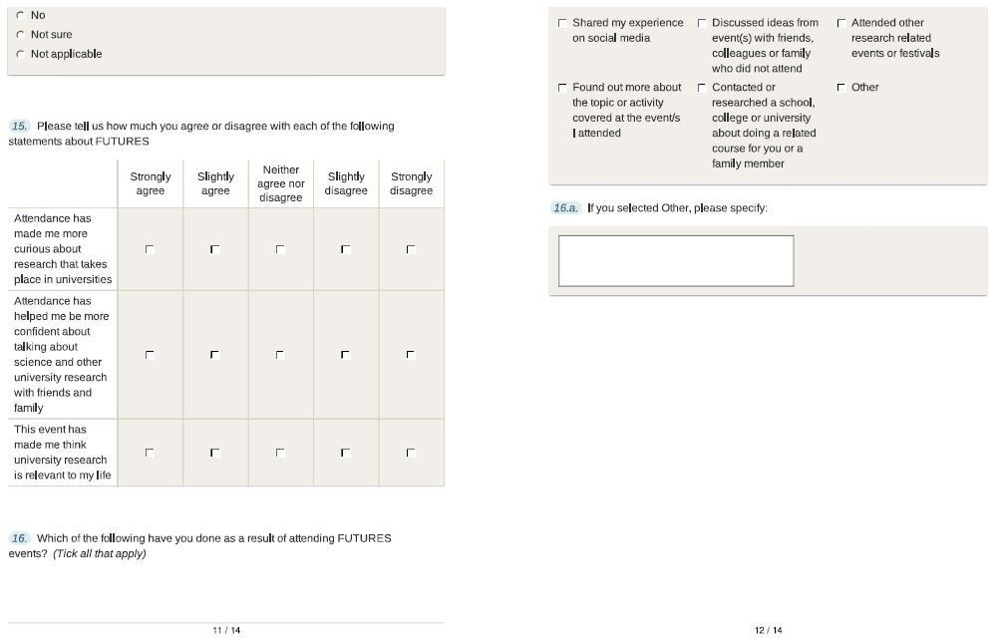 No
Not sure
Not applicable
15. Please tell us how much you agree or disagree with each of the following
statements about FUTURES
Strongly
agree
Slightly
agree
Neither
agree nor
disagree
Slightly
disagree
Strongly
disagree
Attendance has
made me more
curious about
research that takes
place in universities
Attendance has
helped me be more
confident about
talking about
science and other
university research
with friends and
family
This event has
made me think
university research
is relevant to my life
16. Which of the following have you done as a result of attending FUTURES
events? (Tick all that apply)
11 / 14
Shared my experience
on social media
Discussed ideas from
event(s) with friends,
colleagues or family
who did not attend
Attended other
research related
events or festivals
Found out more about
the topic or activity
covered at the event/s
I attended
Contacted or
researched a school,
college or university
about doing a related
course for you or a
family member
Other
16.a. If you selected Other, please specify:
12 / 14